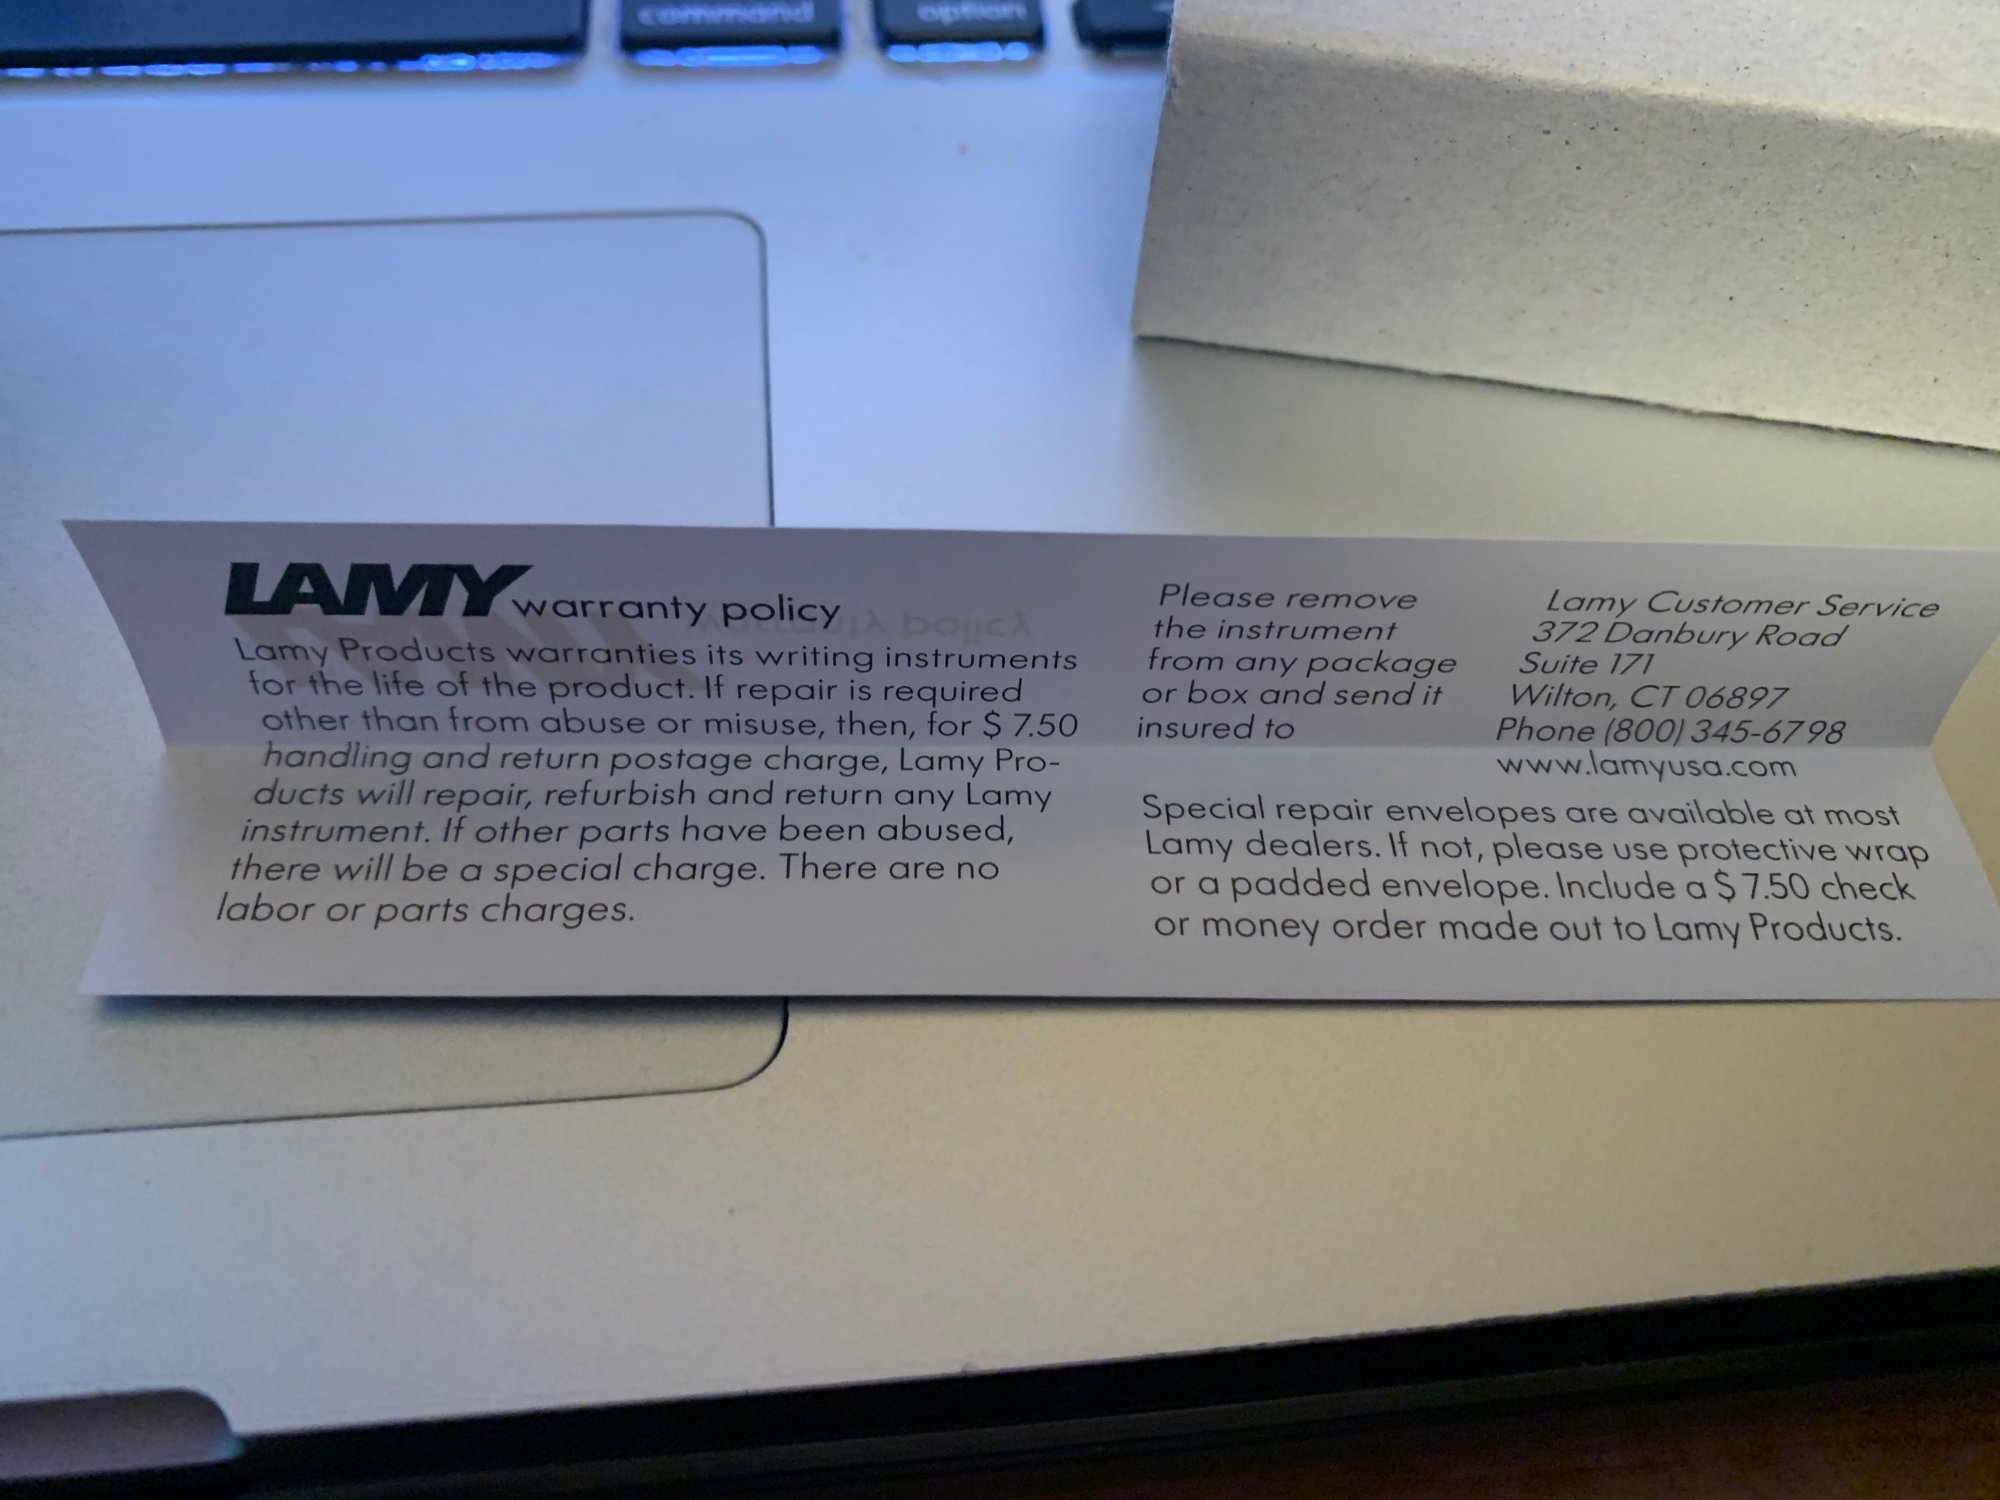 command
option
LAMY warranty policy
Lamy Products warranties its writing instruments
for the life of the product. If repair is required
other than from abuse or misuse, then, for $ 7.50
handling and return postage charge, Lamy Pro-
ducts will repair, refurbish and return any Lamy
instrument. If other parts have been abused,
there will be a special charge. There are no
labor or parts charges.
Please remove
the instrument
from any package
or box and send it
insured to
Lamy Customer Service
372 Danbury Road
Suite 171
Wilton, CT 06897
Phone (800) 345-6798
www.lamyusa.com
Special repair envelopes are available at most
Lamy dealers. If not, please use protective wrap
or a padded envelope. Include a $ 7.50 check
or money order made out to Lamy Products.